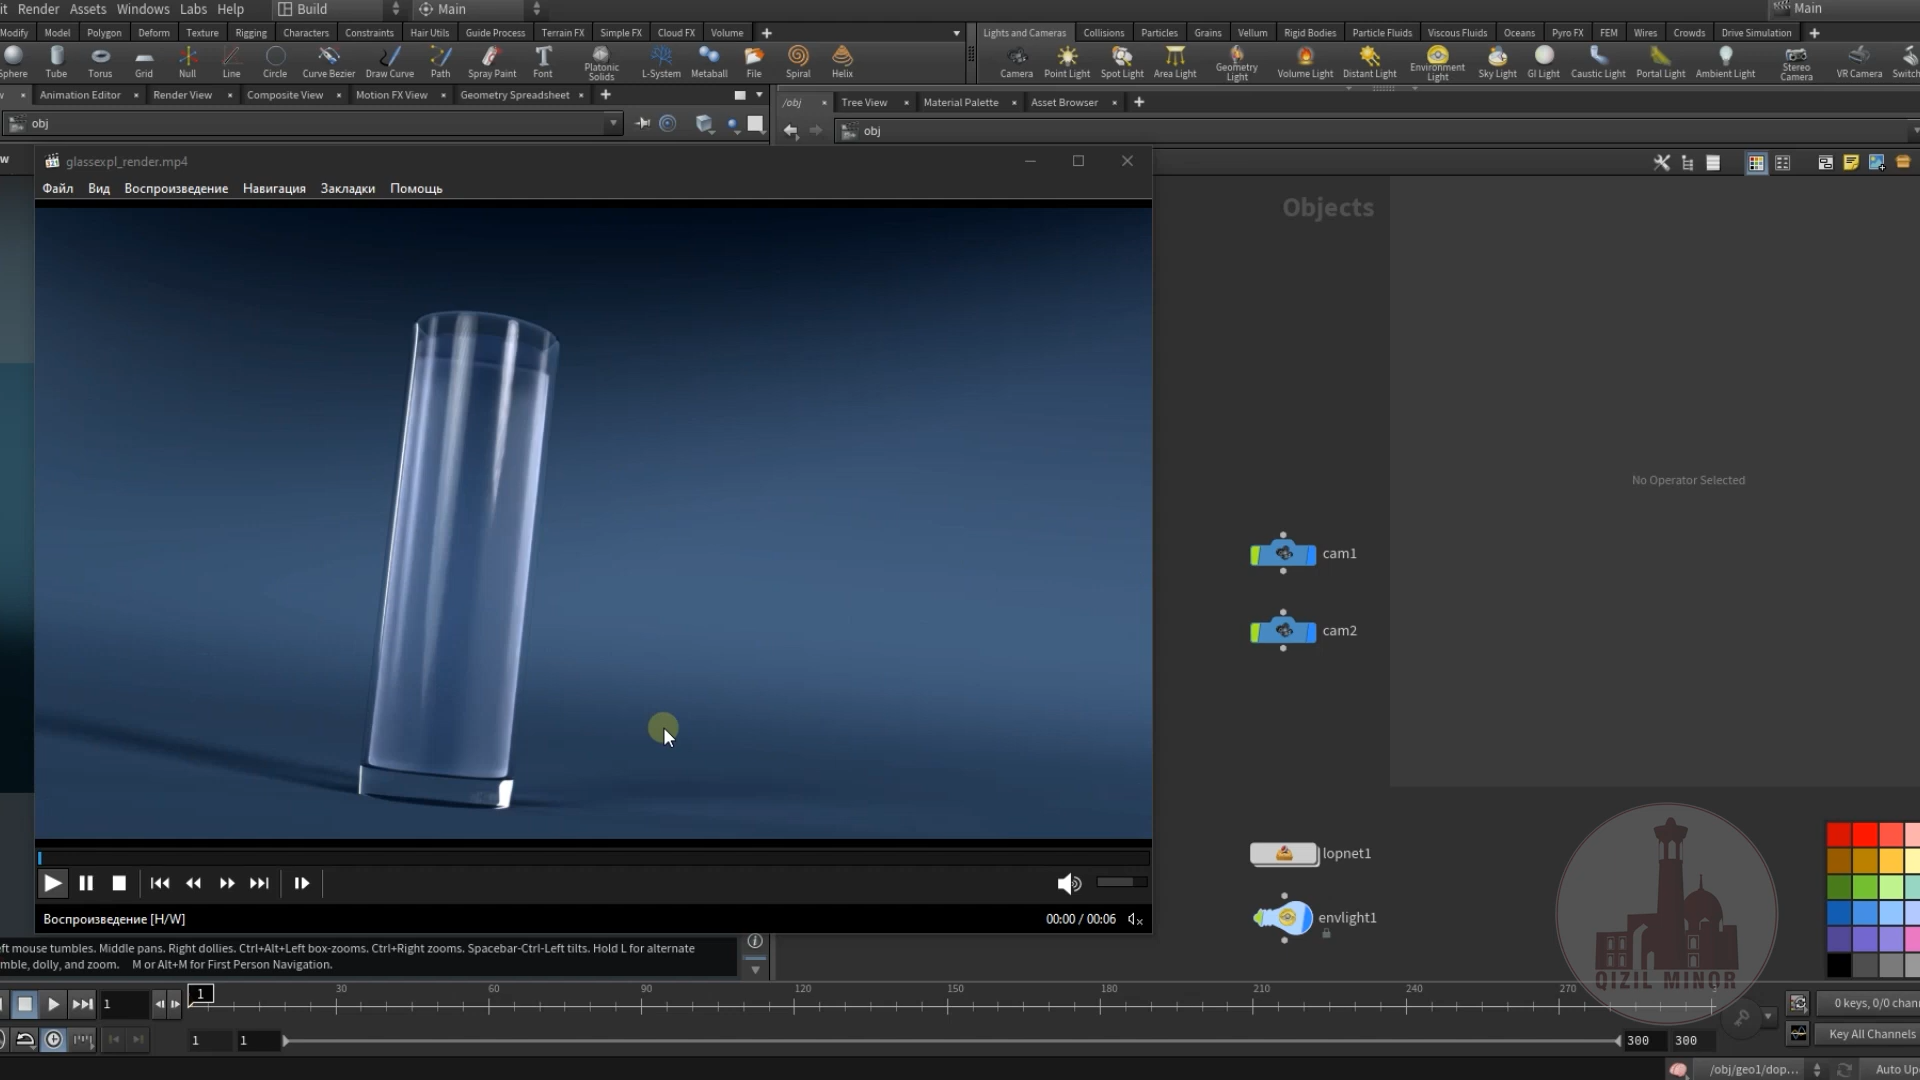 Render Assets Windows Labs Help Build Main Main
Modify Model Polygon Deform Texture Rigging Characters Constraints Hair Utils Guide Process Terrain FX Simple FX Cloud FX Volume
Lights and Cameras Collisions Particles Grains Vellum Rigid Bodies Particle Fluids Viscous Fluids Oceans Pyro FX FEM Wires Crowds Drive Simulation
Sphere Tube Torus Grid Null Line Circle Curve Bezier Draw Curve Path Spray Paint Font Platonic Solids L-System Metaball File Spiral Helix
Camera Point Light Spot Light Area Light Geometry Light Volume Light Distant Light Environment Light Sky Light GI Light Caustic Light Portal Light Ambient Light Stereo Camera VR Camera Switch
Animation Editor Render View Composite View Motion FX View Geometry Spreadsheet
/obj Tree View Material Palette Asset Browser
obj
obj
glassexpl_render.mp4
Файл Вид Воспроизведение Навигация Закладки Помощь
Objects
No Operator Selected
cam1
cam2
lopnet1
envlight1
QIZIL MINOR
Воспроизведение [H/W]
00:00 / 00:06
ft mouse tumbles. Middle pans. Right dollies. Ctrl+Alt+Left box-zooms. Ctrl+Right zooms. Spacebar-Ctrl-Left tilts. Hold L for alternate
mble, dolly, and zoom. M or Alt+M for First Person Navigation.
1 1 30 60 90 120 150 180 210 240 270
0 keys, 0/0 chann
1 1 300 300
Key All Channels
/obj/geo1/dop... Auto Up